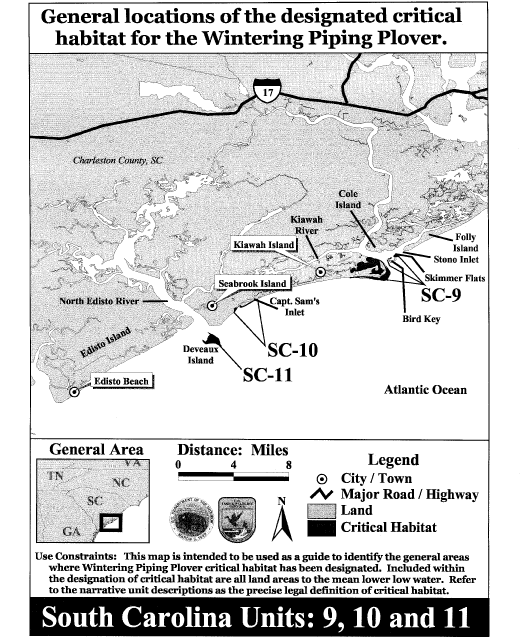 General locations of the designated critical
habitat for the Wintering Piping Plover.
17
Charleston County, SC
Cole
Island
Kiawah
River
Kiawah Island
Folly
Island
Stono Inlet
Skimmer Flats
SC-9
Bird Key
Seabrook Island
Capt. Sam's
Inlet
North Edisto River
SC-10
Deveaux
Island
SC-11
Edisto Island
Edisto Beach
Atlantic Ocean
General Area
VA
TN
NC
SC
GA
Distance: Miles
0 4 8
N
Legend
City / Town
Major Road / Highway
Land
Critical Habitat
Use Constraints: This map is intended to be used as a guide to identify the general areas
where Wintering Piping Plover critical habitat has been designated. Included within
the designation of critical habitat are all land areas to the mean lower low water. Refer
to the narrative unit descriptions as the precise legal definition of critical habitat.
South Carolina Units: 9, 10 and 11